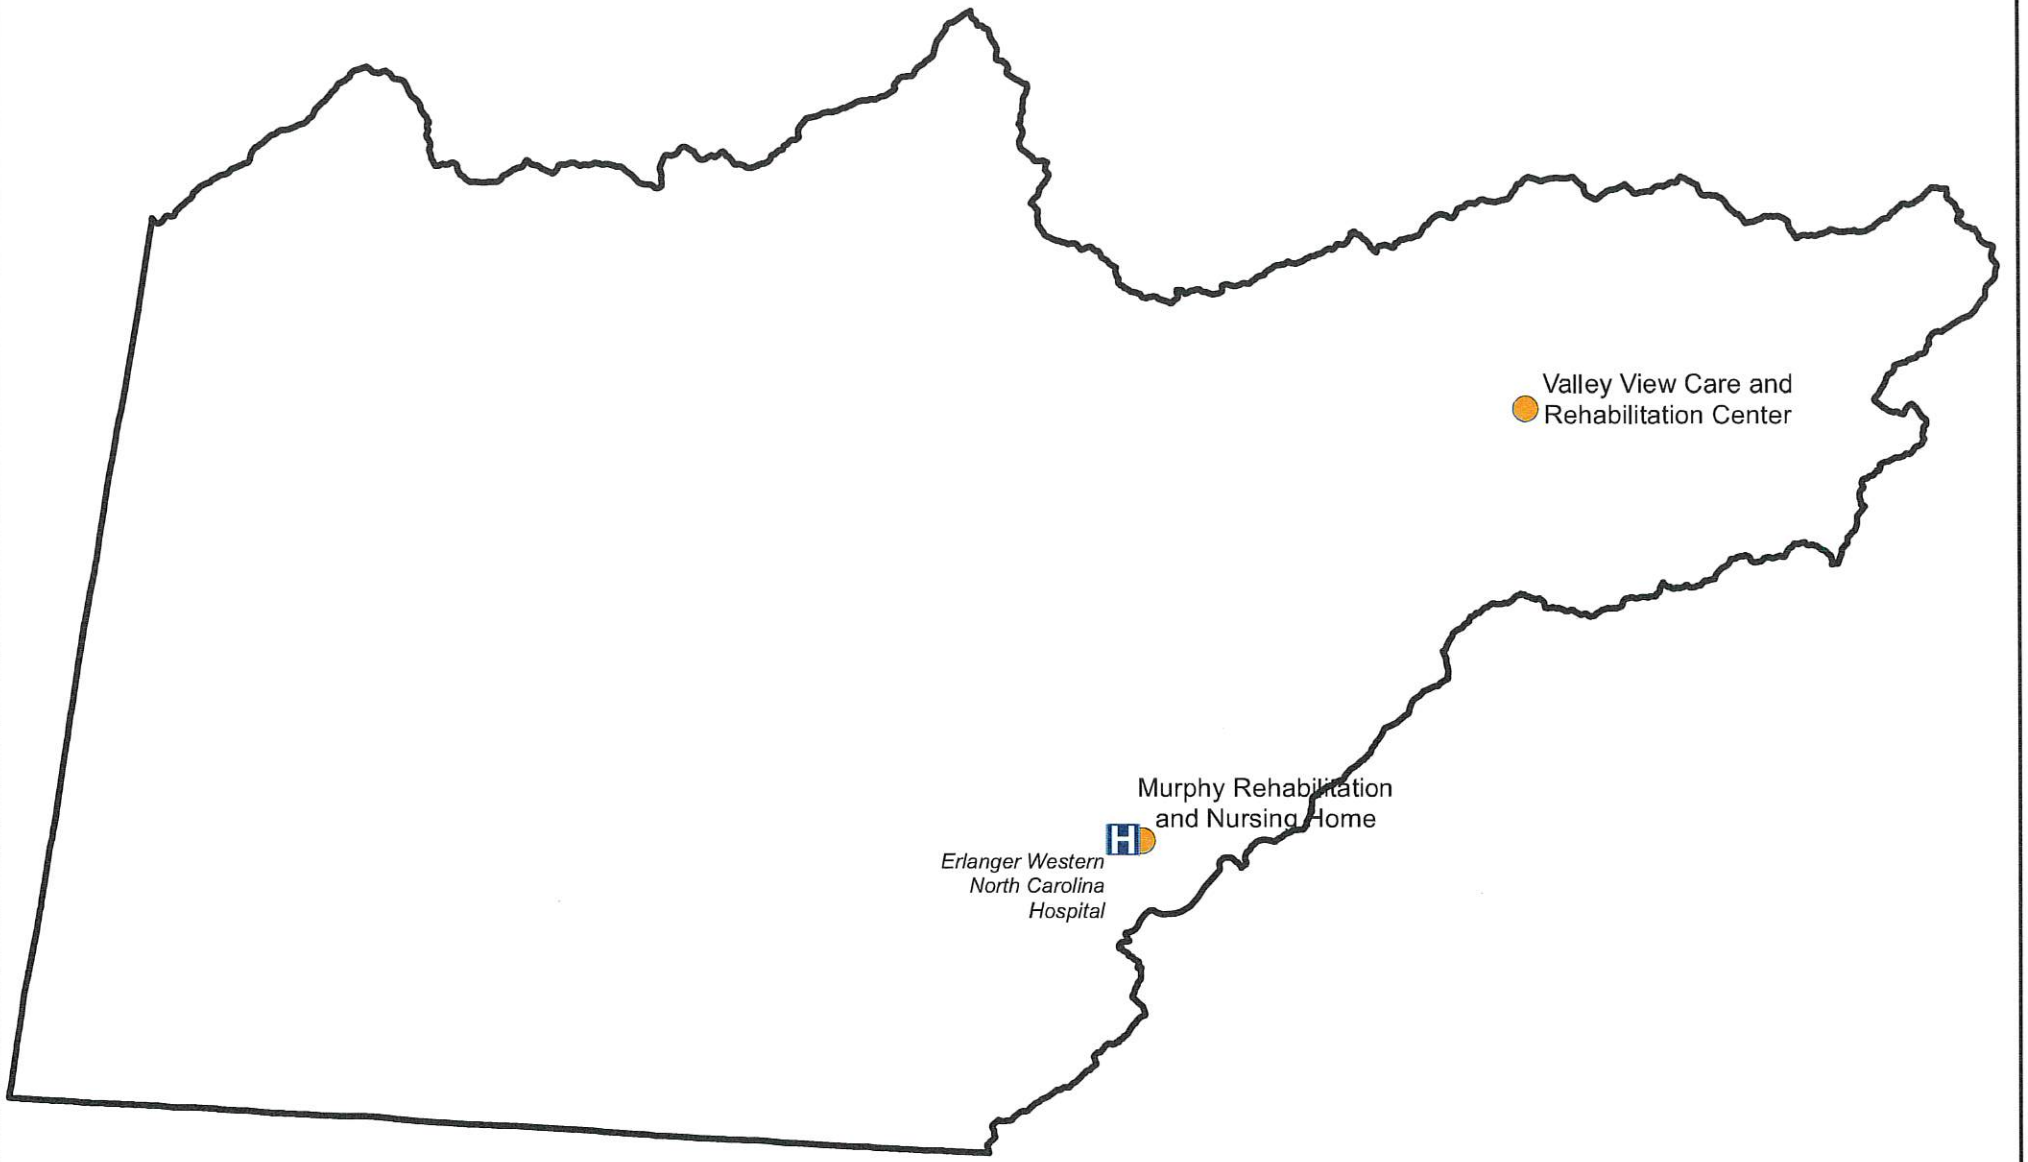 Valley View Care and
Rehabilitation Center
Murphy Rehabilitation
and Nursing Home
H
Erlanger Western
North Carolina
Hospital